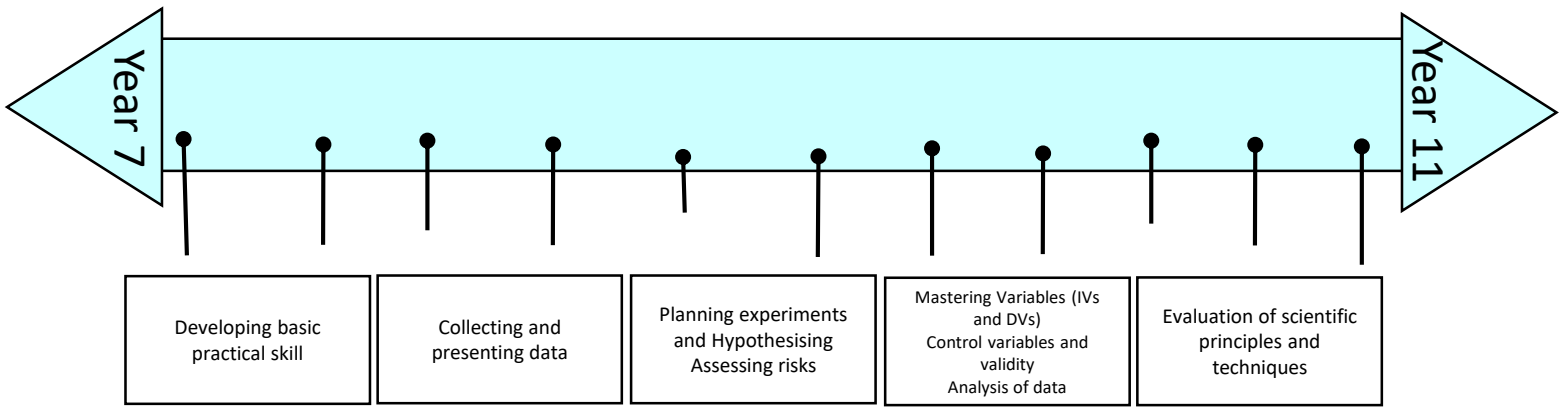 Year 7
Year 11
Developing basic
practical skill
Collecting and
presenting data
Planning experiments
and Hypothesising
Assessing risks
Mastering Variables (IVs
and DVs)
Control variables and
validity
Analysis of data
Evaluation of scientific
principles and
techniques